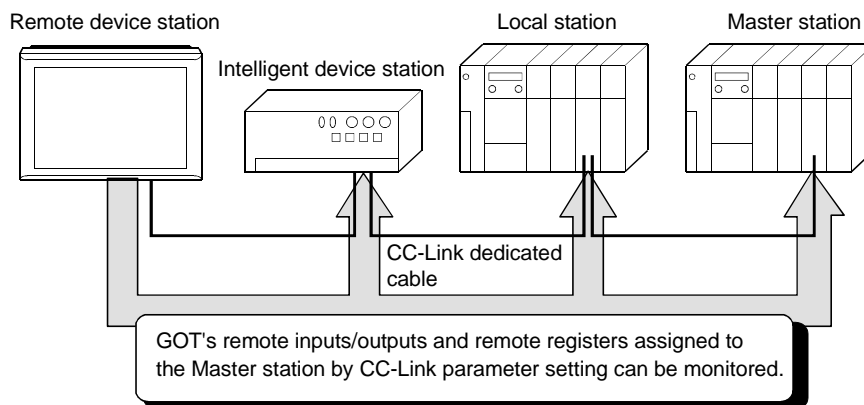 Remote device station
Intelligent device station
Local station
Master station
CC-Link dedicated
cable
GOT's remote inputs/outputs and remote registers assigned to
the Master station by CC-Link parameter setting can be monitored.